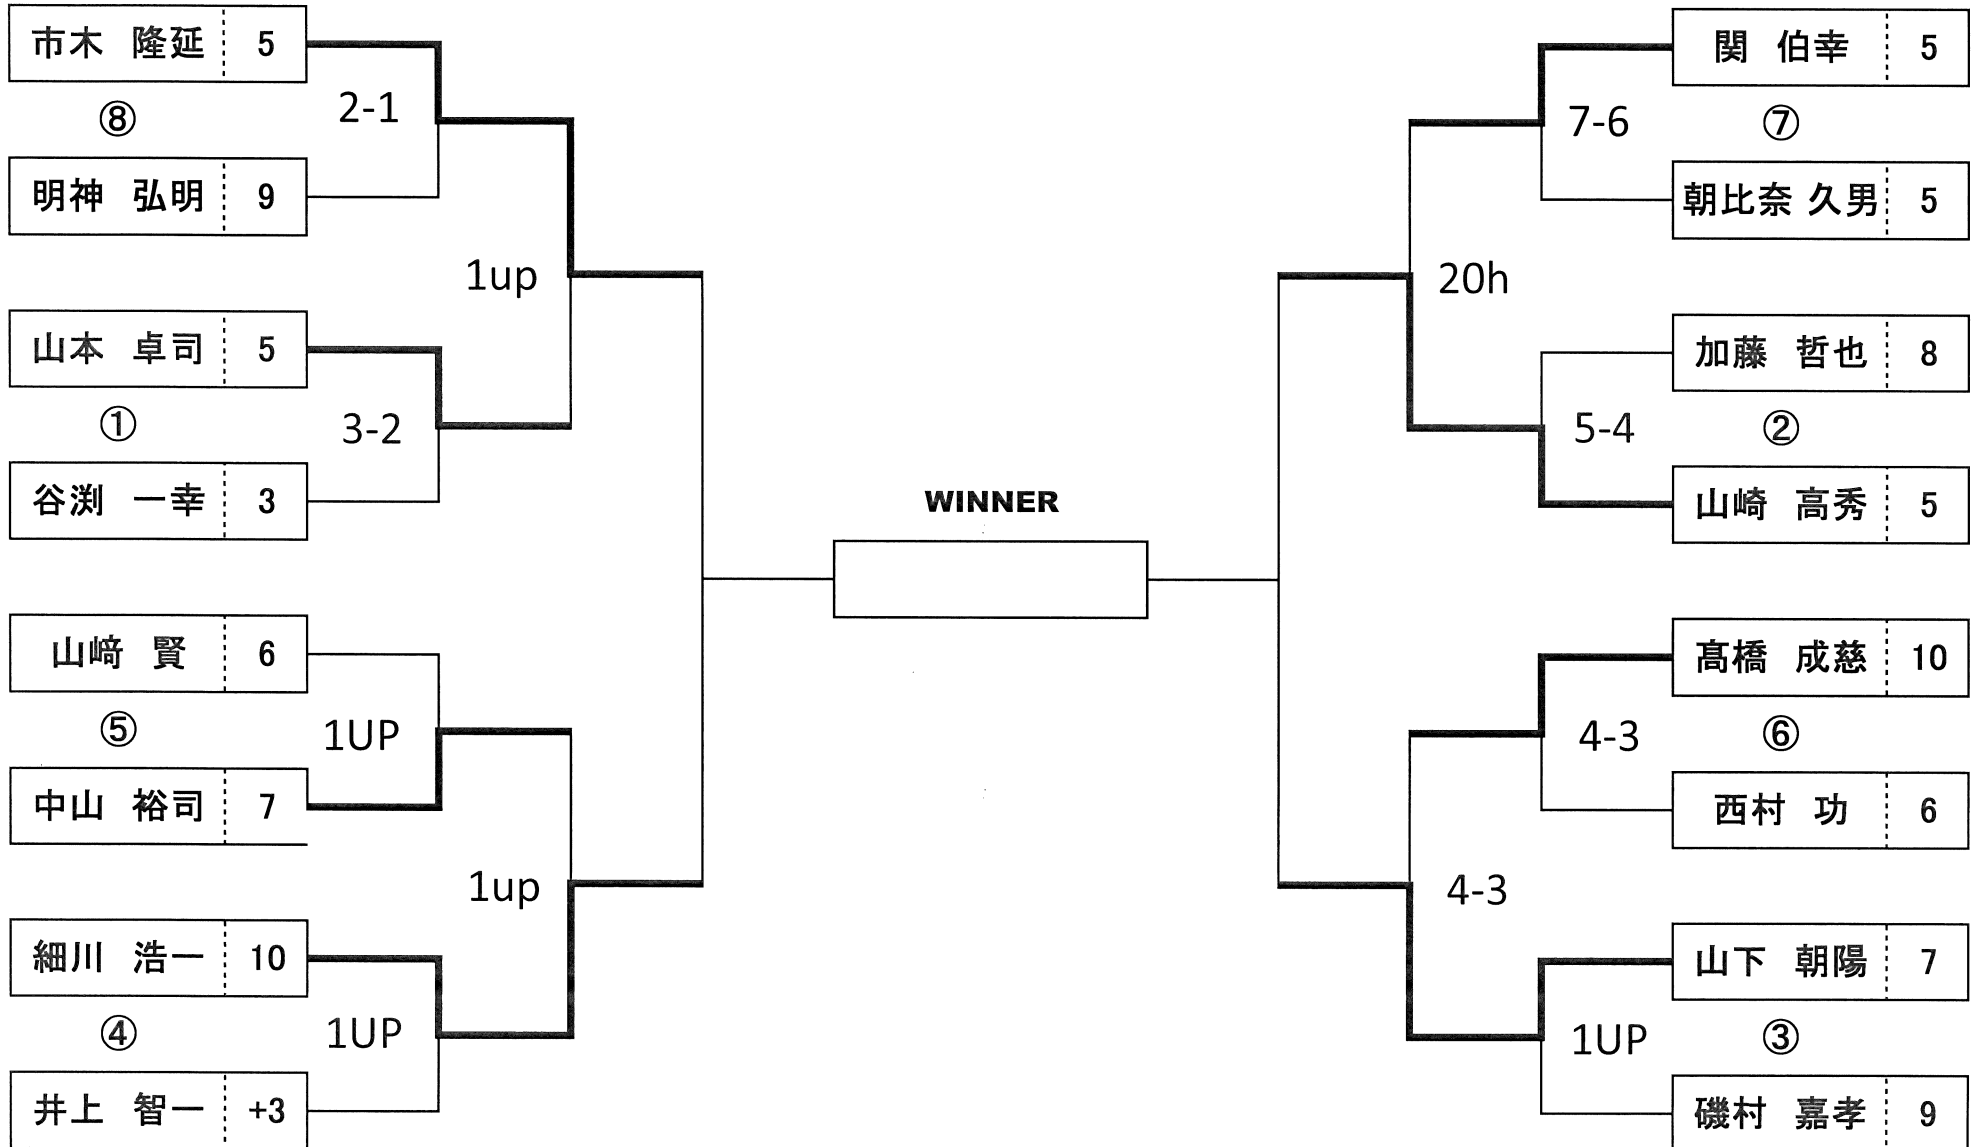 市木 隆延 5
2-1
⑧
明神 弘明 9
1up
山本 卓司 5
3-2
①
谷渕 一幸 3
山﨑 賢 6
1UP
⑤
中山 裕司 7
1up
細川 浩一 10
1UP
④
井上 智一 +3
WINNER
関 伯幸 5
7-6
⑦
朝比奈 久男 5
20h
加藤 哲也 8
5-4
②
山崎 高秀 5
髙橋 成慈 10
4-3
⑥
西村 功 6
4-3
山下 朝陽 7
1UP
③
磯村 嘉孝 9